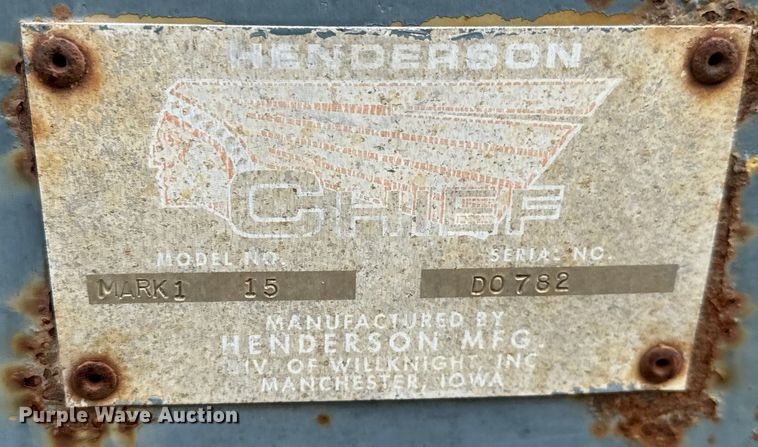 HENDERSON
CHIEF
MODEL NO. SERIAL NO.
MARK1 15 DO782
MANUFACTURED BY
HENDERSON MFG.
DIV. OF WILLKNIGHT, INC
MANCHESTER, IOWA
Purple Wave Auction